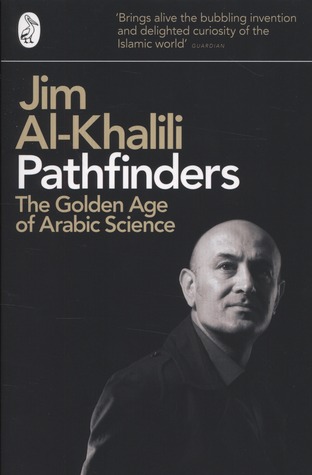 ‘Brings alive the bubbling invention
and delighted curiosity of the
Islamic world’ GUARDIAN
Jim
Al-Khalili
Pathfinders
The Golden Age
of Arabic Science